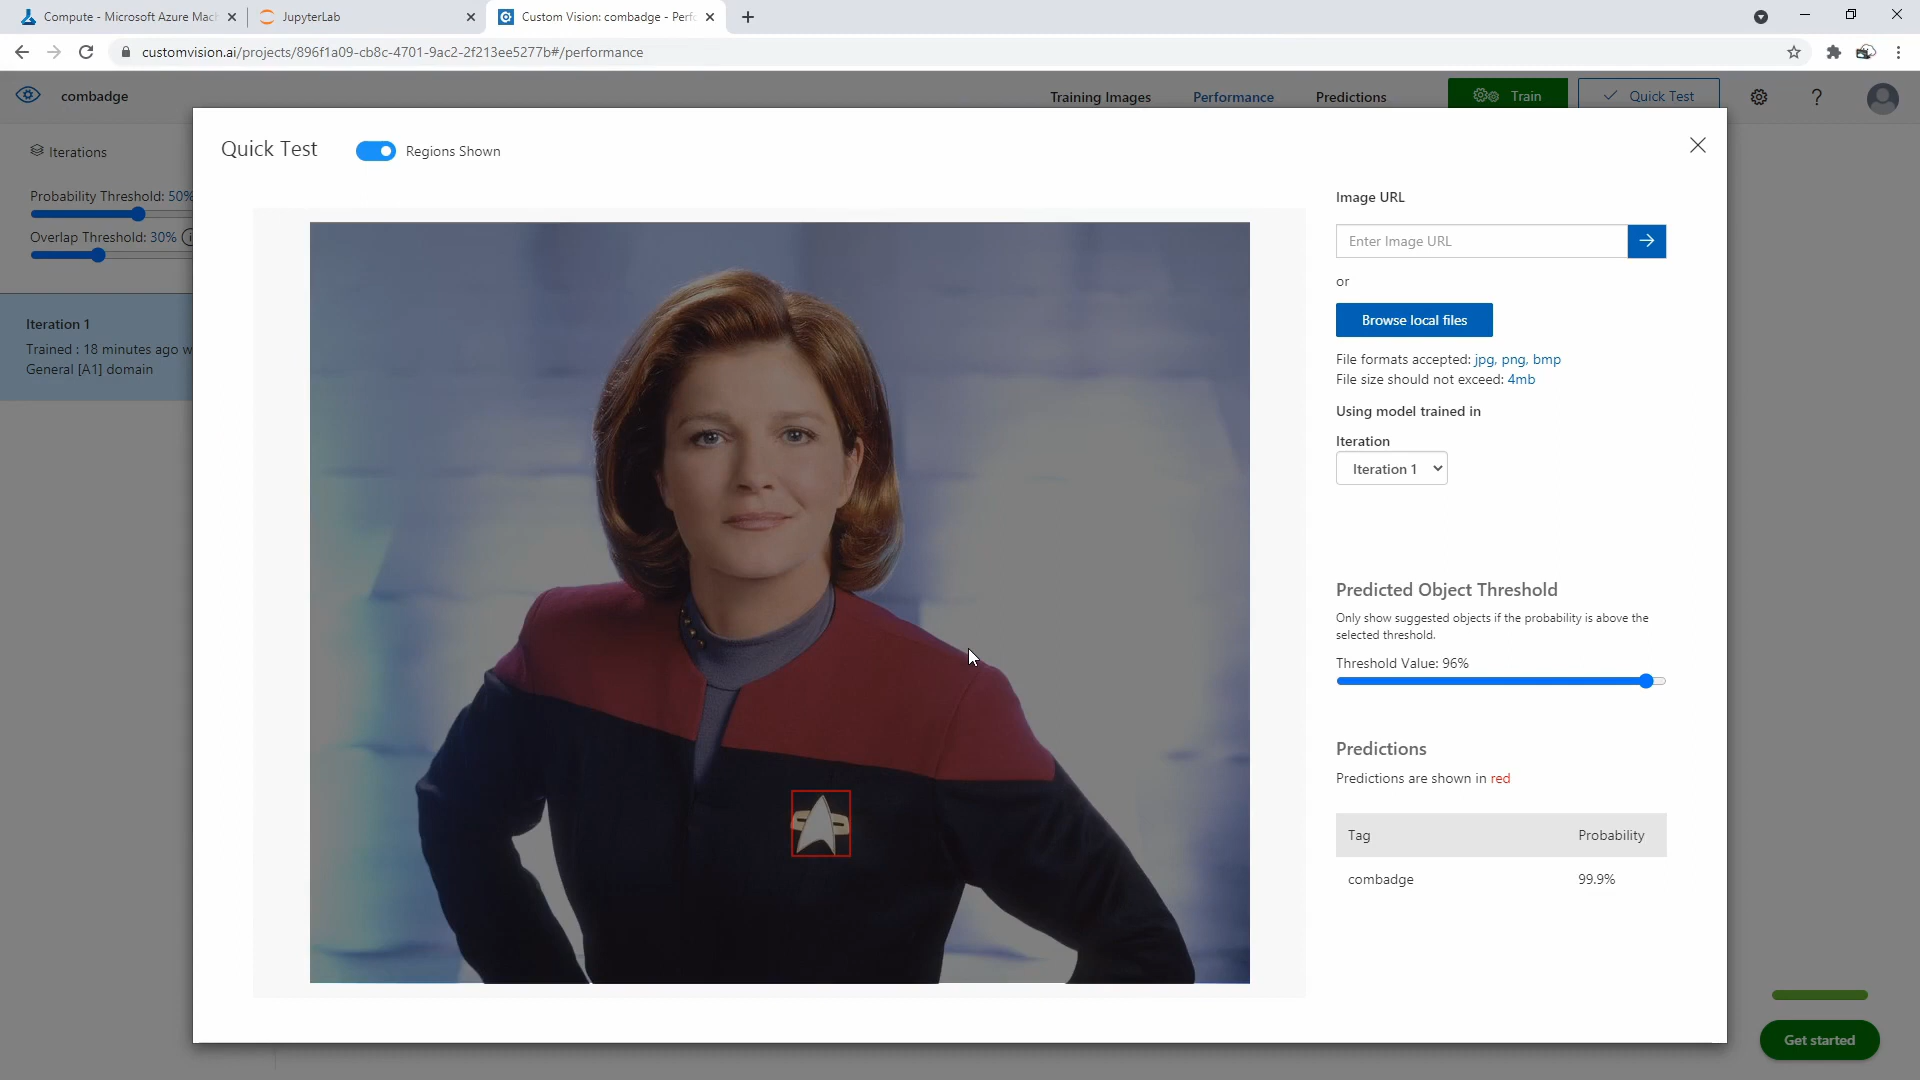 Compute - Microsoft Azure Mac
JupyterLab
Custom Vision: combadge - Perf
customvision.ai/projects/896f1a09-cb8c-4701-9ac2-2f213ee5277b#/performance
combadge
Training Images
Performance
Predictions
Train
Quick Test
?
Iterations
Probability Threshold: 50%
Overlap Threshold: 30%
Iteration 1
Trained : 18 minutes ago w
General [A1] domain
Quick Test
Regions Shown
Image URL
Enter Image URL
or
Browse local files
File formats accepted: jpg, png, bmp
File size should not exceed: 4mb
Using model trained in
Iteration
Iteration 1
Predicted Object Threshold
Only show suggested objects if the probability is above the
selected threshold.
Threshold Value: 96%
Predictions
Predictions are shown in red
Tag Probability
combadge 99.9%
Get started